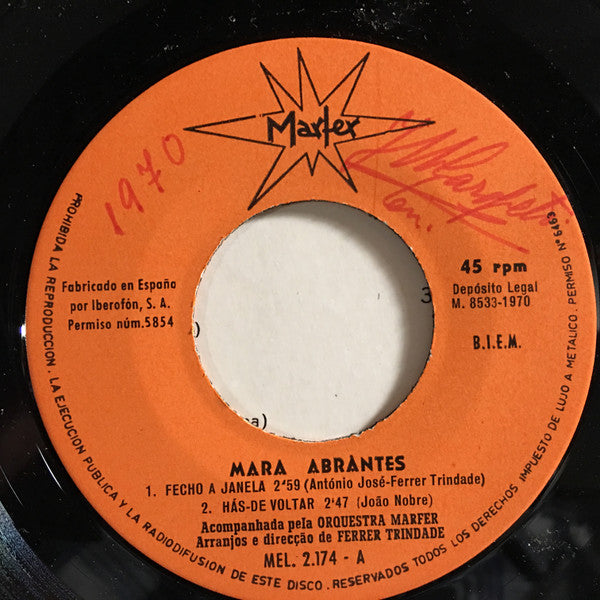 Marfer
1970
Fabricado en España
por Iberofón, S. A.
Permiso núm. 5854
45 rpm
Depósito Legal
M. 8533-1970
B.I.E.M.
MARA ABRANTES
1. FECHO A JANELA 2'59 (António José-Ferrer Trindade)
2. HÁS-DE VOLTAR 2'47 (João Nobre)
Acompanhada pela ORQUESTRA MARFER
Arranjos e direcção de FERRER TRINDADE
MEL. 2.174 - A
PROHIBIDA LA REPRODUCCION. LA EJECUCION PUBLICA Y LA RADIODIFUSION DE ESTE DISCO. RESERVADOS TODOS LOS DERECHOS. IMPUESTO DE LUJO A METALICO. PERMISO Nº 6463